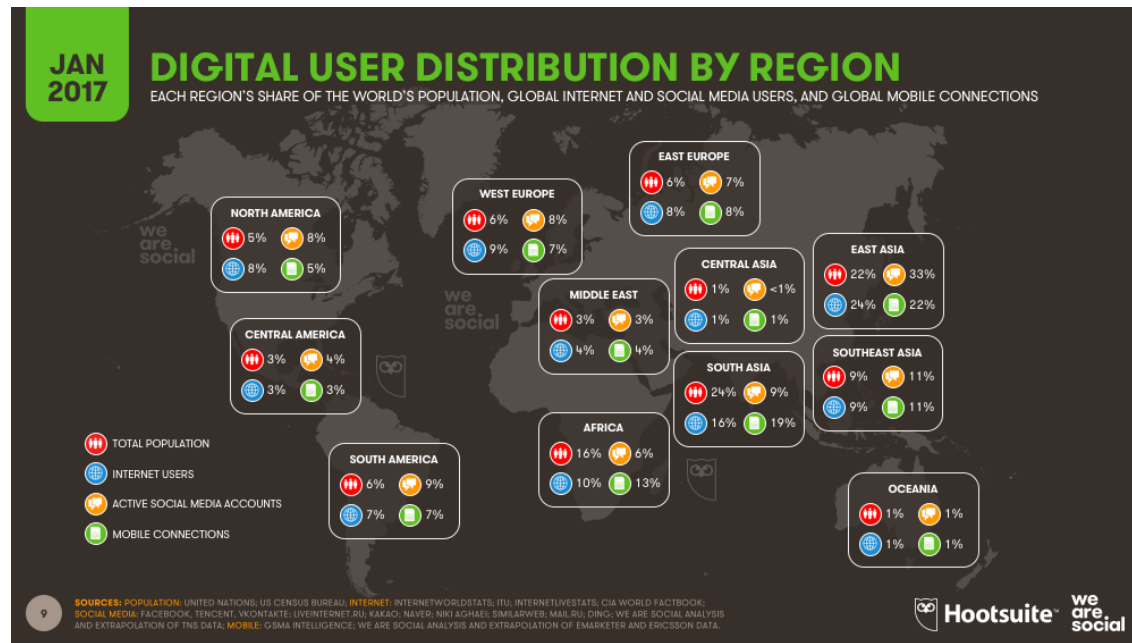 JAN
2017
DIGITAL USER DISTRIBUTION BY REGION
EACH REGION'S SHARE OF THE WORLD'S POPULATION, GLOBAL INTERNET AND SOCIAL MEDIA USERS, AND GLOBAL MOBILE CONNECTIONS
EAST EUROPE
6% 7%
8% 8%
WEST EUROPE
6% 8%
9% 7%
NORTH AMERICA
5% 8%
8% 5%
we
are
social
EAST ASIA
22% 33%
24% 22%
CENTRAL ASIA
1% <1%
1% 1%
MIDDLE EAST
3% 3%
4% 4%
we
are
social
CENTRAL AMERICA
3% 4%
3% 3%
SOUTHEAST ASIA
9% 11%
9% 11%
SOUTH ASIA
24% 9%
16% 19%
AFRICA
16% 6%
10% 13%
SOUTH AMERICA
6% 9%
7% 7%
OCEANIA
1% 1%
1% 1%
TOTAL POPULATION
INTERNET USERS
ACTIVE SOCIAL MEDIA ACCOUNTS
MOBILE CONNECTIONS
9
SOURCES: POPULATION: UNITED NATIONS; US CENSUS BUREAU; INTERNET: INTERNETWORLDSTATS; ITU; INTERNETLIVESTATS; CIA WORLD FACTBOOK;
SOCIAL MEDIA: FACEBOOK, TENCENT, VKONTAKTE; LIVEINTERNET.RU; KAKAO; NAVER; NIKI AGHAEI; SIMILARWEB; MAIL.RU; DING; WE ARE SOCIAL ANALYSIS
AND EXTRAPOLATION OF TNS DATA; MOBILE: GSMA INTELLIGENCE; WE ARE SOCIAL ANALYSIS AND EXTRAPOLATION OF EMARKETER AND ERICSSON DATA.
Hootsuite™
we
are
social